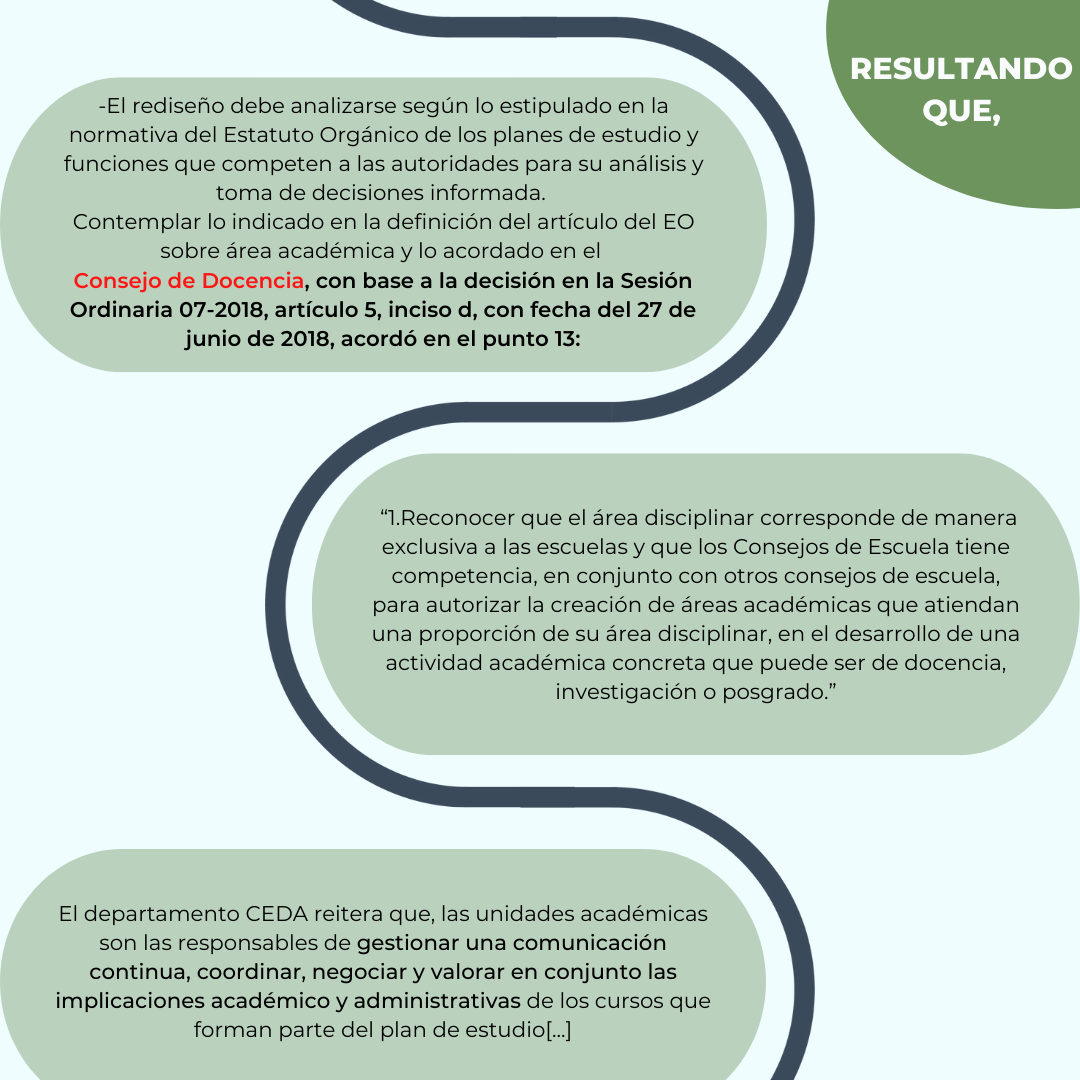 RESULTANDO
QUE,
-El rediseño debe analizarse según lo estipulado en la
normativa del Estatuto Orgánico de los planes de estudio y
funciones que competen a las autoridades para su análisis y
toma de decisiones informada.
Contemplar lo indicado en la definición del artículo del EO
sobre área académica y lo acordado en el
Consejo de Docencia, con base a la decisión en la Sesión
Ordinaria 07-2018, artículo 5, inciso d, con fecha del 27 de
junio de 2018, acordó en el punto 13:
“1.Reconocer que el área disciplinar corresponde de manera
exclusiva a las escuelas y que los Consejos de Escuela tiene
competencia, en conjunto con otros consejos de escuela,
para autorizar la creación de áreas académicas que atiendan
una proporción de su área disciplinar, en el desarrollo de una
actividad académica concreta que puede ser de docencia,
investigación o posgrado.”
El departamento CEDA reitera que, las unidades académicas
son las responsables de gestionar una comunicación
continua, coordinar, negociar y valorar en conjunto las
implicaciones académico y administrativas de los cursos que
forman parte del plan de estudio[...]